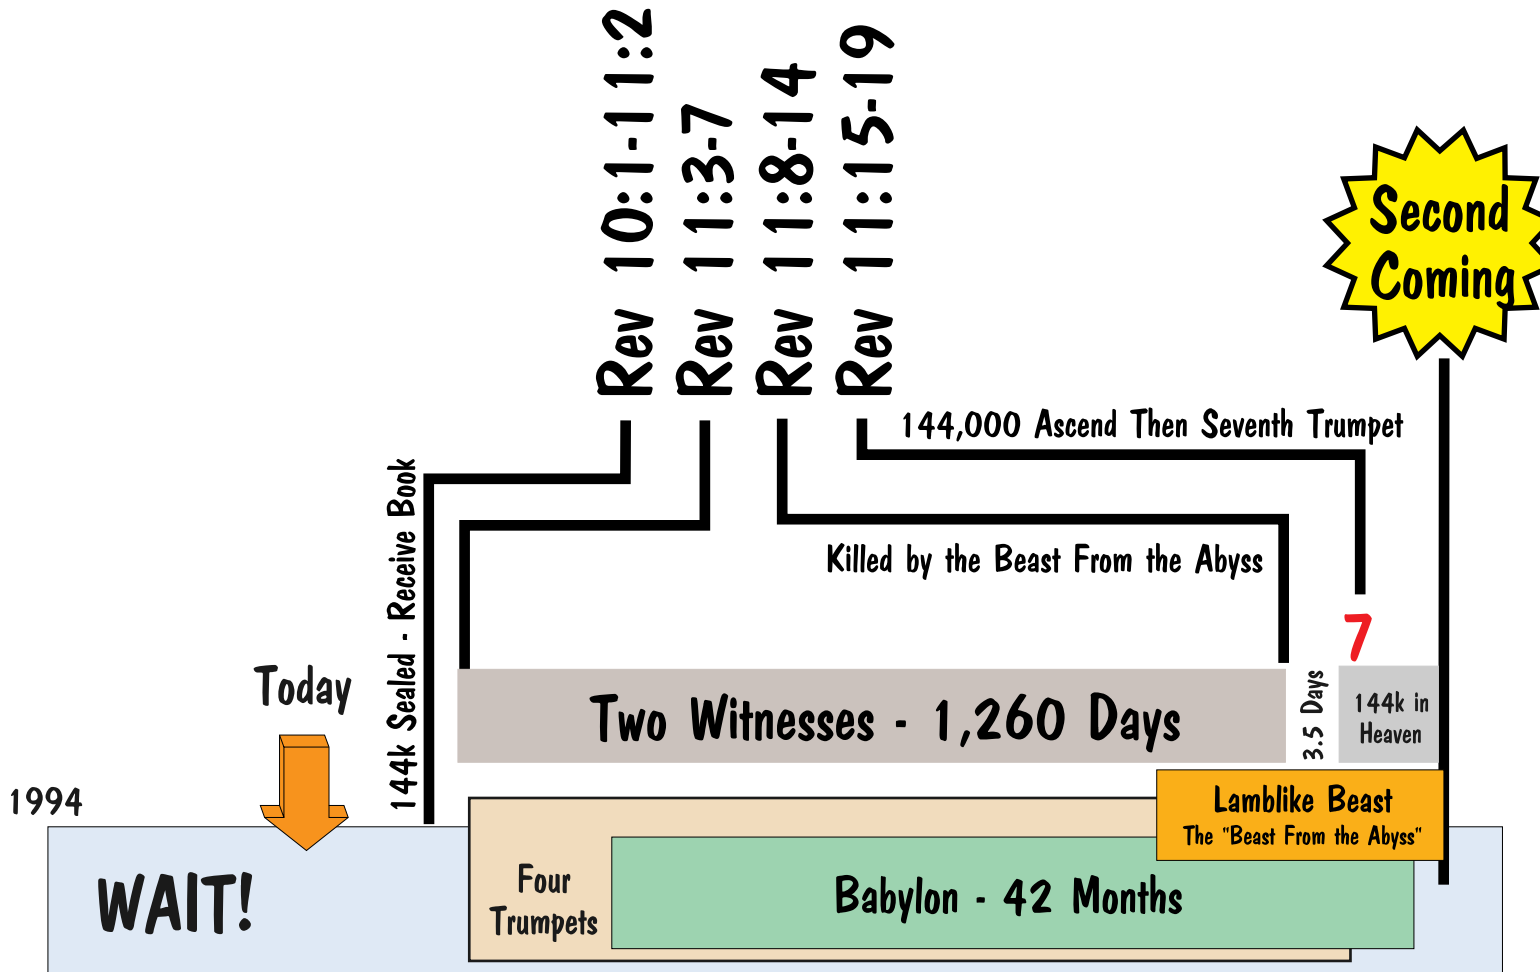 Rev 10:1-11:2
Rev 11:3-7
Rev 11:8-14
Rev 11:15-19
Second
Coming
144,000 Ascend Then Seventh Trumpet
144k Sealed - Receive Book
Killed by the Beast From the Abyss
7
Today
Two Witnesses - 1,260 Days
3.5 Days
144k in
Heaven
1994
Lamblike Beast
The "Beast From the Abyss"
WAIT!
Four
Trumpets
Babylon - 42 Months